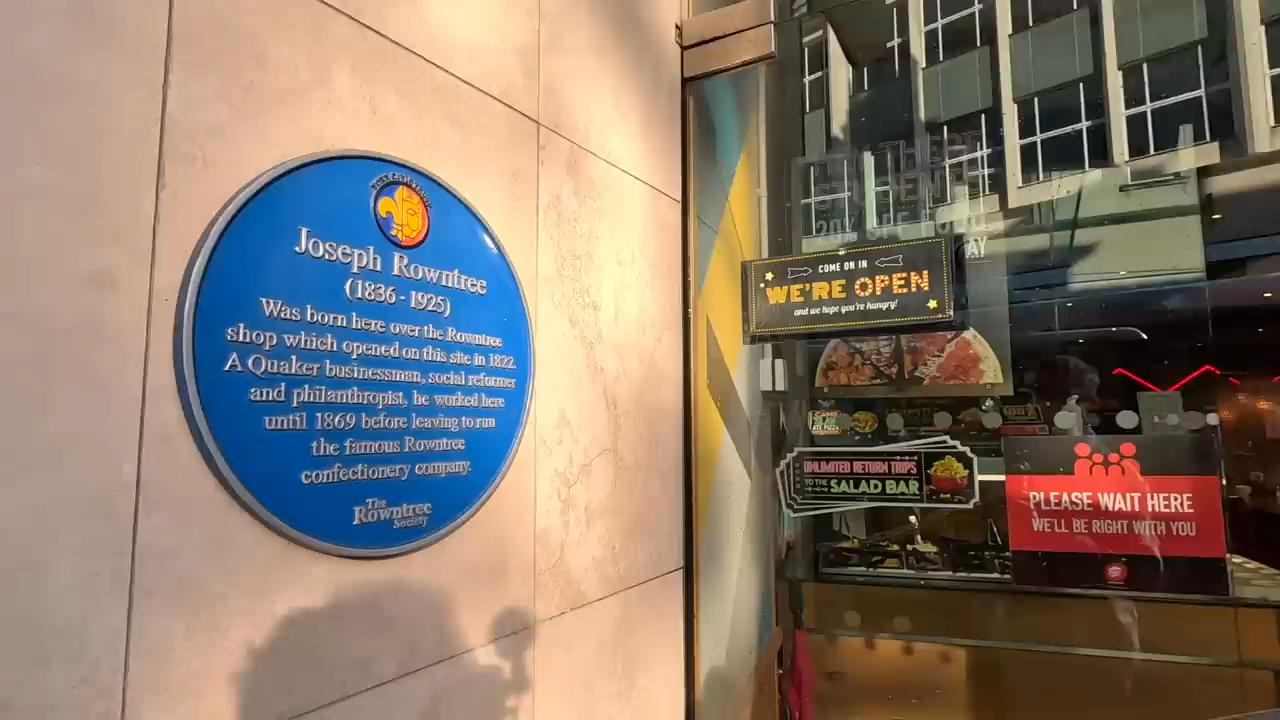 Joseph Rowntree
(1836 - 1925)
Was born here over the Rowntree
shop which opened on this site in 1822.
A Quaker businessman, social reformer
and philanthropist, he worked here
until 1869 before leaving to run
the famous Rowntree
confectionery company.
The
Rowntree
Society
20% OFF
AY
COME ON IN
WE'RE OPEN
and we hope you're hungry!
UNLIMITED RETURN TRIPS
TO THE SALAD BAR
PLEASE WAIT HERE
WE'LL BE RIGHT WITH YOU